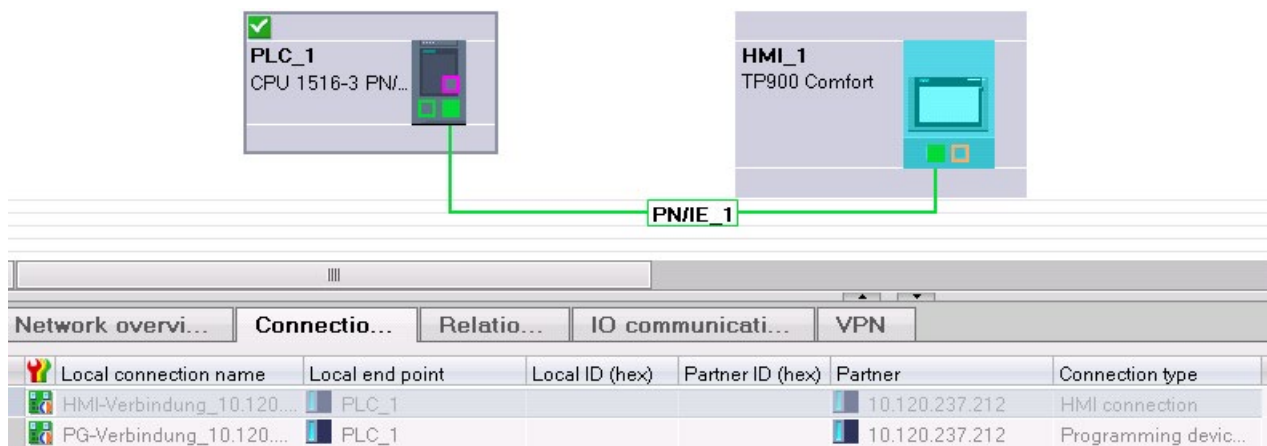 PLC_1
CPU 1516-3 PN/...
HMI_1
TP900 Comfort
PN/IE_1
Network overvi... Connectio... Relatio... IO communicati... VPN
Local connection name Local end point Local ID (hex) Partner ID (hex) Partner Connection type
HMI-Verbindung_10.120.... PLC_1 10.120.237.212 HMI connection
PG-Verbindung_10.120.... PLC_1 10.120.237.212 Programming devic...